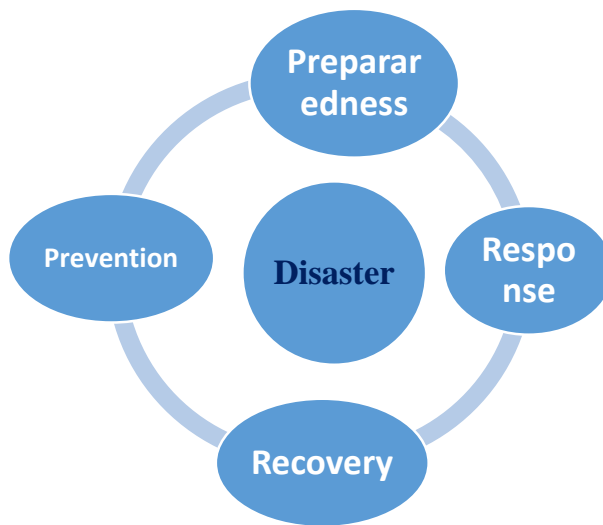 Preparar
edness
Prevention
Disaster
Respo
nse
Recovery